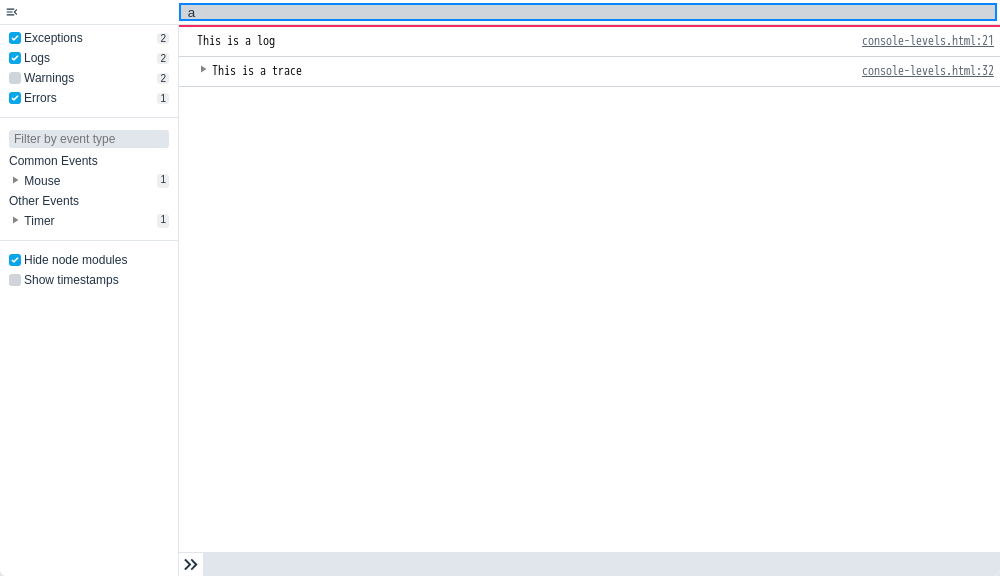 a
Exceptions 2
Logs 2
Warnings 2
Errors 1
Filter by event type
Common Events
Mouse 1
Other Events
Timer 1
Hide node modules
Show timestamps
This is a log console-levels.html:21
This is a trace console-levels.html:32